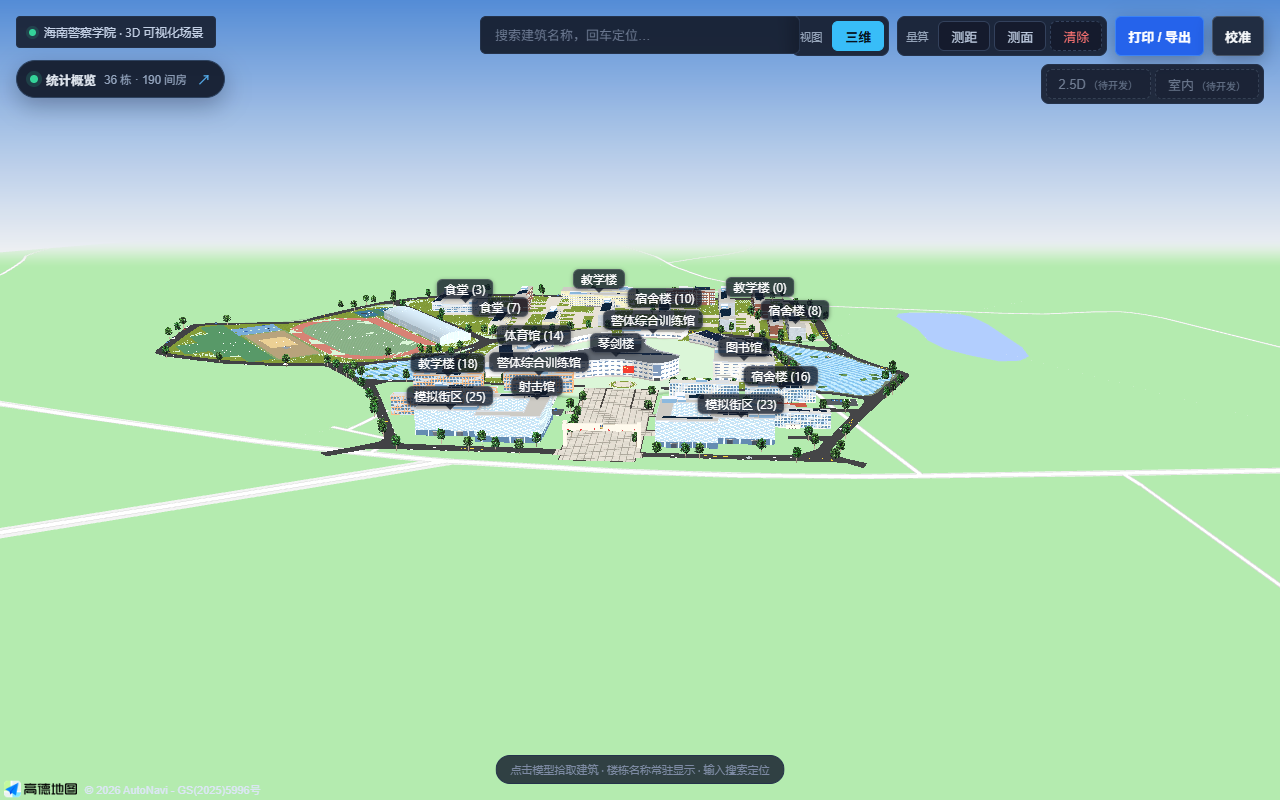 海南警察学院 · 3D 可视化场景
搜索建筑名称，回车定位…
视图
三维
量算
测距
测面
清除
打印 / 导出
校准
统计概览 36 栋 · 190 间房 ↗
2.5D （待开发）
室内 （待开发）
教学楼
食堂 (3)
教学楼 (0)
宿舍楼 (10)
食堂 (7)
宿舍楼 (8)
警体综合训练馆
体育馆 (14)
琴剑楼
图书馆
教学楼 (18)
警体综合训练馆
宿舍楼 (16)
射击馆
模拟街区 (25)
模拟街区 (23)
点击模型拾取建筑 · 楼栋名称常驻显示 · 输入搜索定位
高德地图 © 2026 AutoNavi - GS(2025)5996号